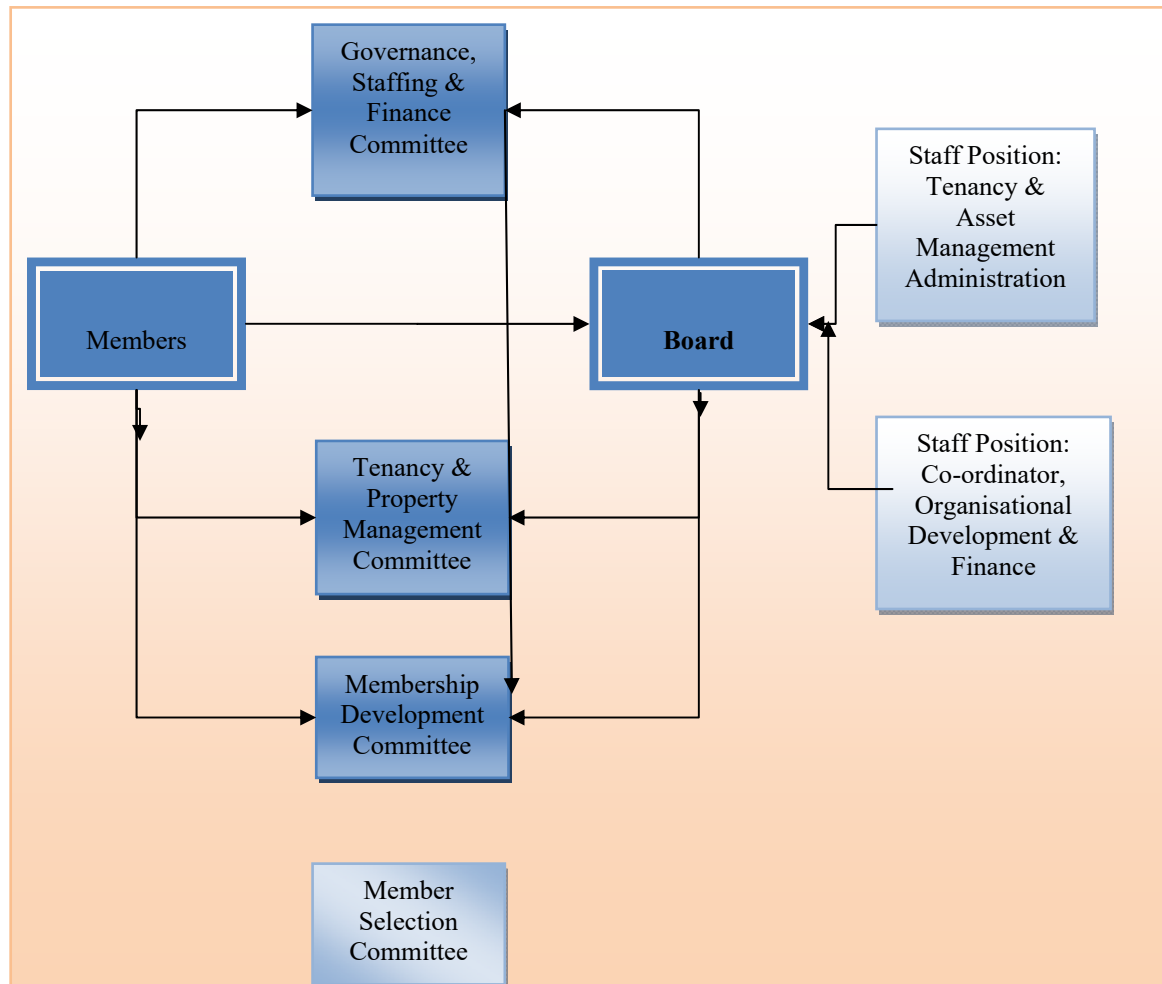 Governance,
Staffing &
Finance
Committee
Staff Position:
Tenancy &
Asset
Management
Administration
Members
Board
Staff Position:
Co-ordinator,
Organisational
Development &
Finance
Tenancy &
Property
Management
Committee
Membership
Development
Committee
Member
Selection
Committee